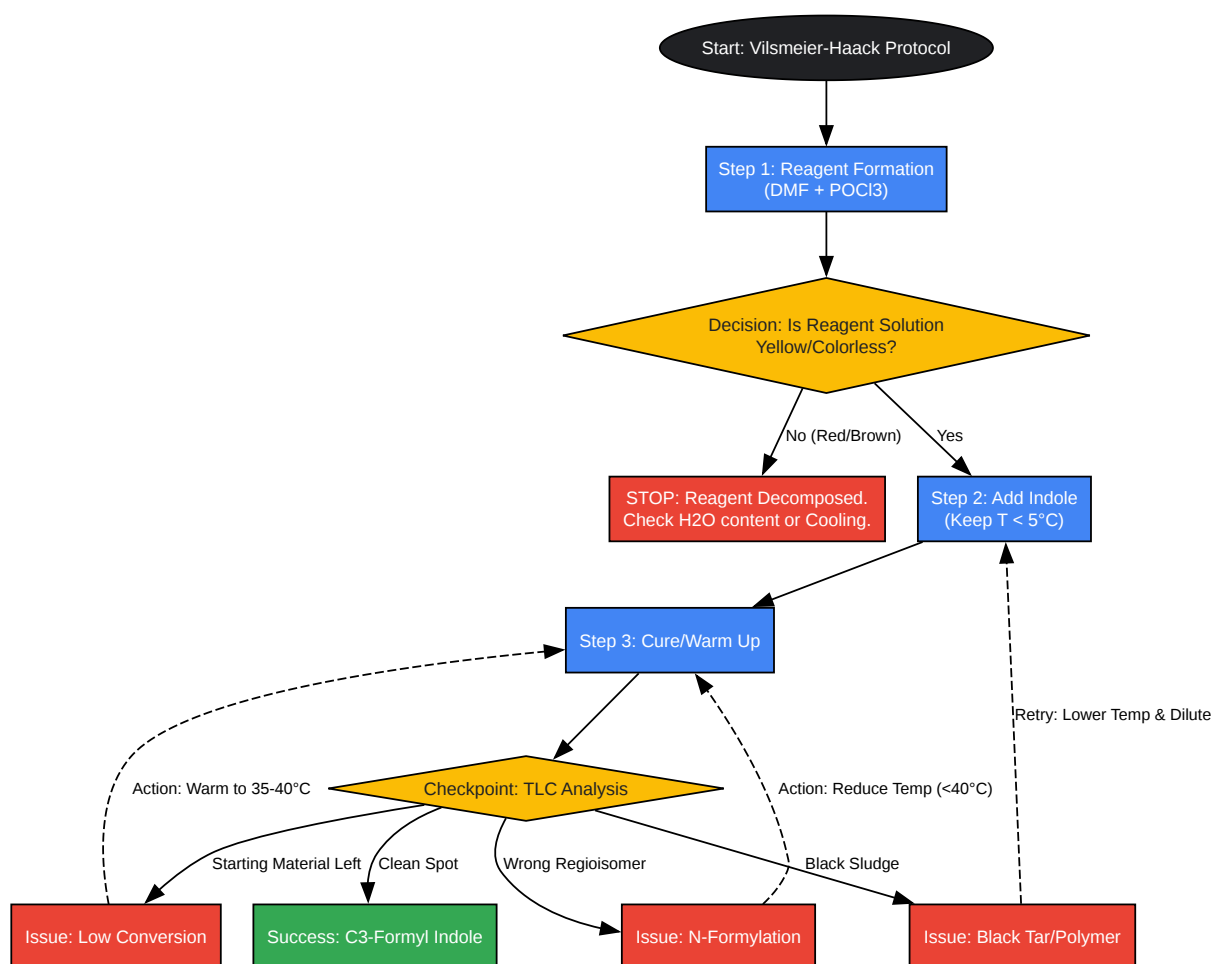 Start: Vilsmeier-Haack Protocol
Step 1: Reagent Formation
(DMF + POCl3)
Decision: Is Reagent Solution
Yellow/Colorless?
No (Red/Brown)
Yes
STOP: Reagent Decomposed.
Check H2O content or Cooling.
Step 2: Add Indole
(Keep T < 5°C)
Step 3: Cure/Warm Up
Retry: Lower Temp & Dilute
Action: Warm to 35-40°C
Checkpoint: TLC Analysis
Action: Reduce Temp (<40°C)
Starting Material Left
Clean Spot
Wrong Regioisomer
Black Sludge
Issue: Low Conversion
Success: C3-Formyl Indole
Issue: N-Formylation
Issue: Black Tar/Polymer